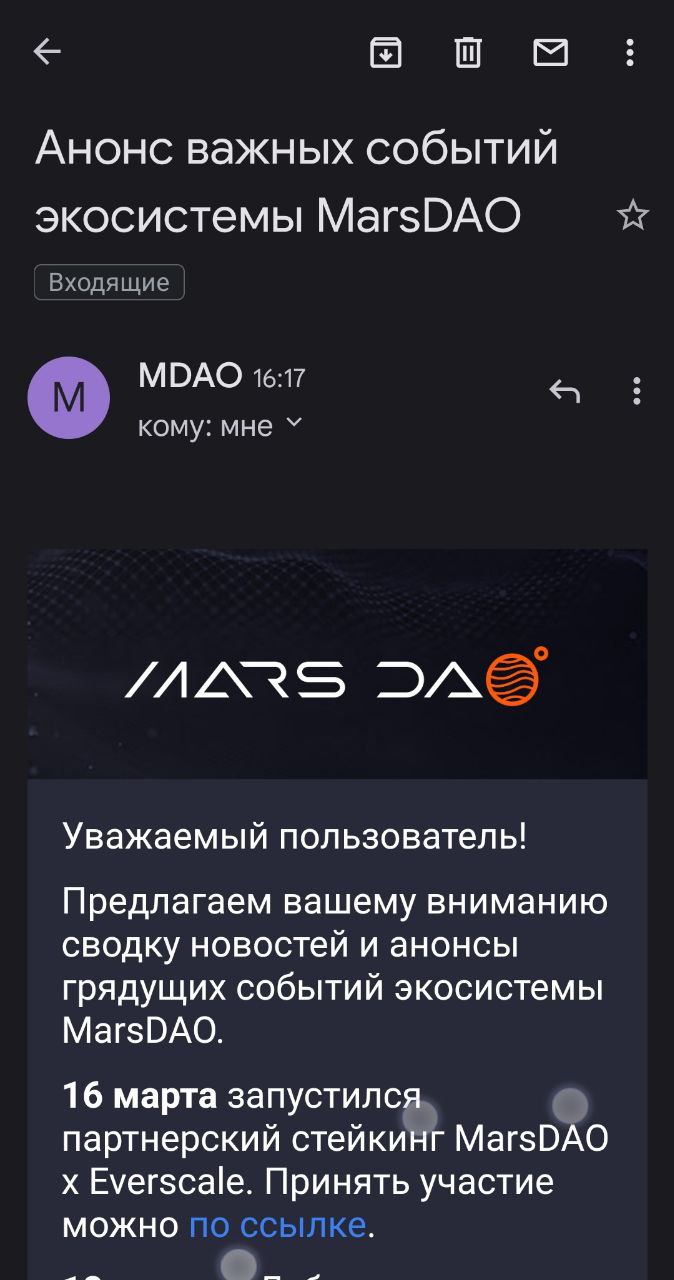 Анонс важных событий
экосистемы MarsDAO
Входящие
M
MDAO 16:17
кому: мне
MARS DAO
Уважаемый пользователь!
Предлагаем вашему вниманию
сводку новостей и анонсы
грядущих событий экосистемы
MarsDAO.
16 марта запустился
партнерский стейкинг MarsDAO
x Everscale. Принять участие
можно по ссылке.